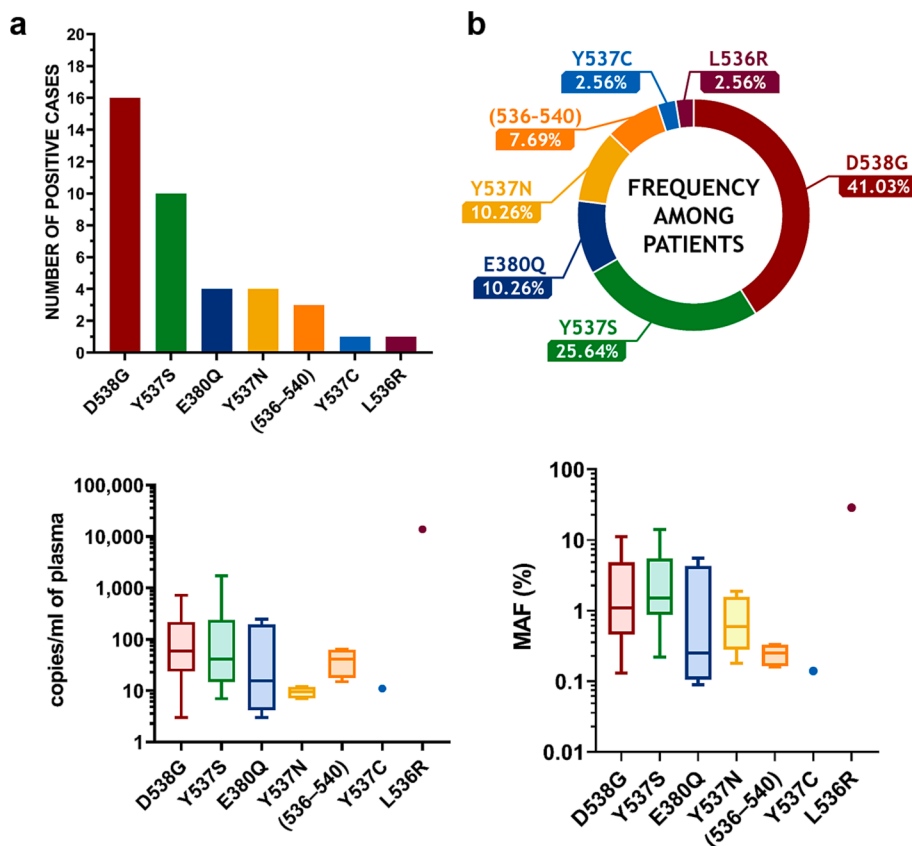 a
NUMBER OF POSITIVE CASES
20
18
16
14
12
10
8
6
4
2
0
D538G
Y537S
E380Q
Y537N
(536–540)
Y537C
L536R
b
Y537C
2.56%
L536R
2.56%
(536-540)
7.69%
D538G
41.03%
Y537N
10.26%
E380Q
10.26%
Y537S
25.64%
FREQUENCY
AMONG
PATIENTS
copies/ml of plasma
100,000
10,000
1,000
100
10
1
D538G
Y537S
E380Q
Y537N
(536–540)
Y537C
L536R
MAF (%)
100
10
1
0.1
0.01
D538G
Y537S
E380Q
Y537N
(536–540)
Y537C
L536R